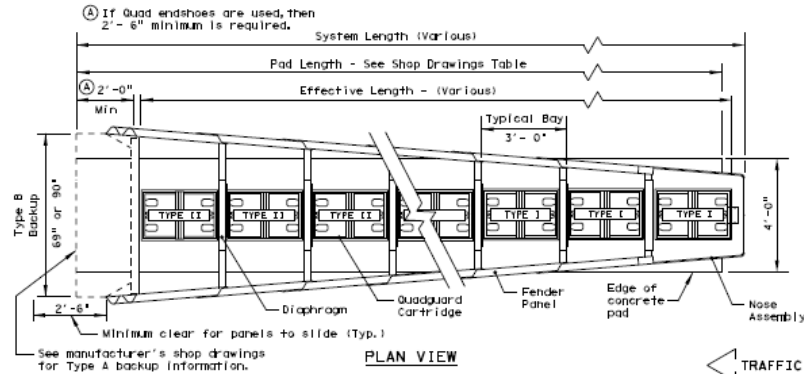 Ⓐ If Quad endshoes are used, then
2'- 6" minimum is required.
System Length (Various)
Pad Length - See Shop Drawings Table
Ⓐ 2'-0"
Min
Effective Length - (Various)
Typical Bay
3'- 0"
Type B
Backup
69" or 90"
TYPE II
TYPE II
TYPE II
TYPE I
TYPE I
TYPE I
4'-0"
2'-6"
Diaphragm
Quadguard
Cartridge
Fender
Panel
Edge of
concrete
pad
Nose
Assembly
Minimum clear for panels to slide (Typ.)
See manufacturer's shop drawings
for Type A backup information.
PLAN VIEW
TRAFFIC